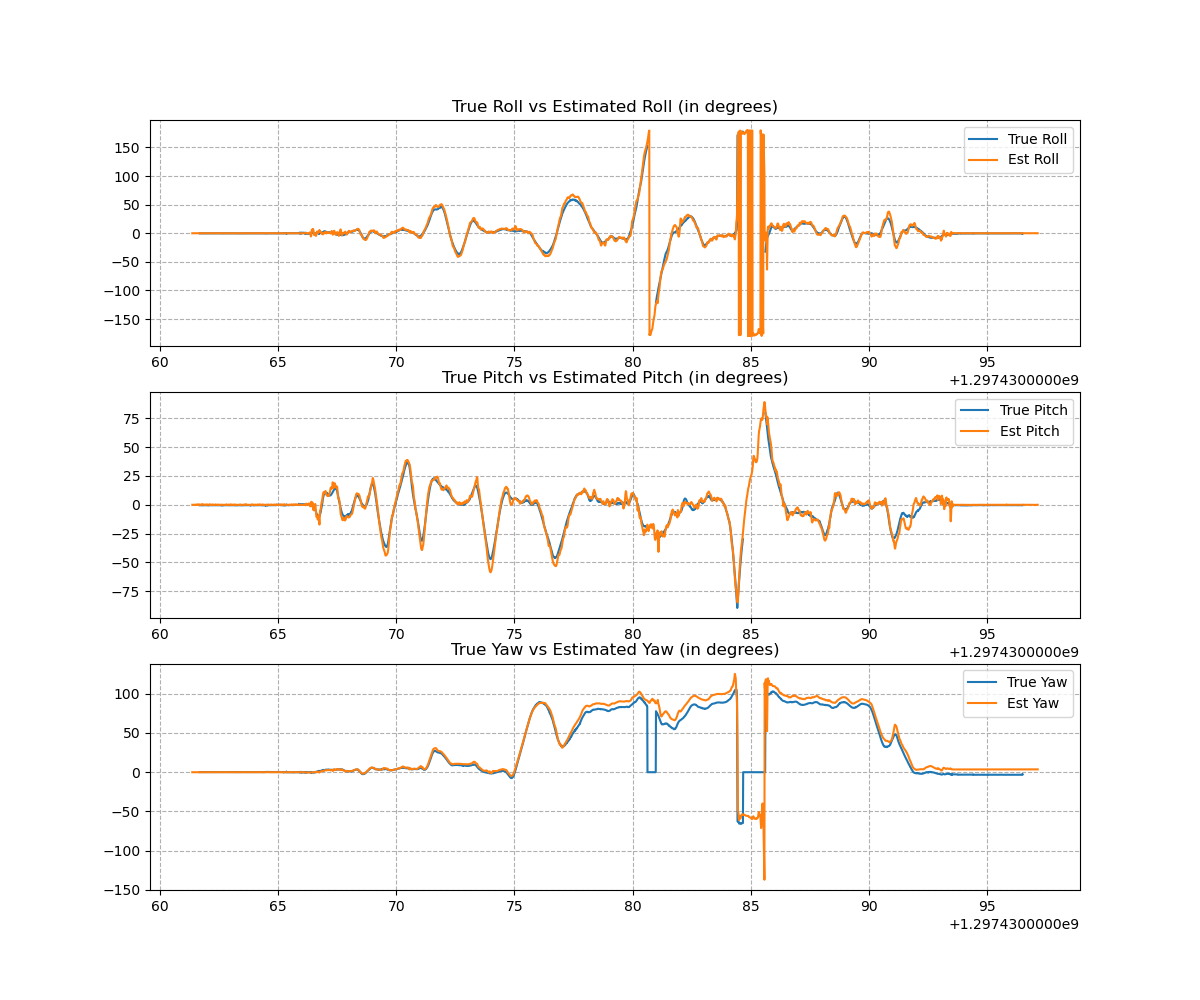 True Roll vs Estimated Roll (in degrees)
True Roll
Est Roll
150
100
50
0
−50
−100
−150
60 65 70 75 80 85 90 95
+1.2974300000e9
True Pitch vs Estimated Pitch (in degrees)
True Pitch
Est Pitch
75
50
25
0
−25
−50
−75
60 65 70 75 80 85 90 95
+1.2974300000e9
True Yaw vs Estimated Yaw (in degrees)
True Yaw
Est Yaw
100
50
0
−50
−100
−150
60 65 70 75 80 85 90 95
+1.2974300000e9